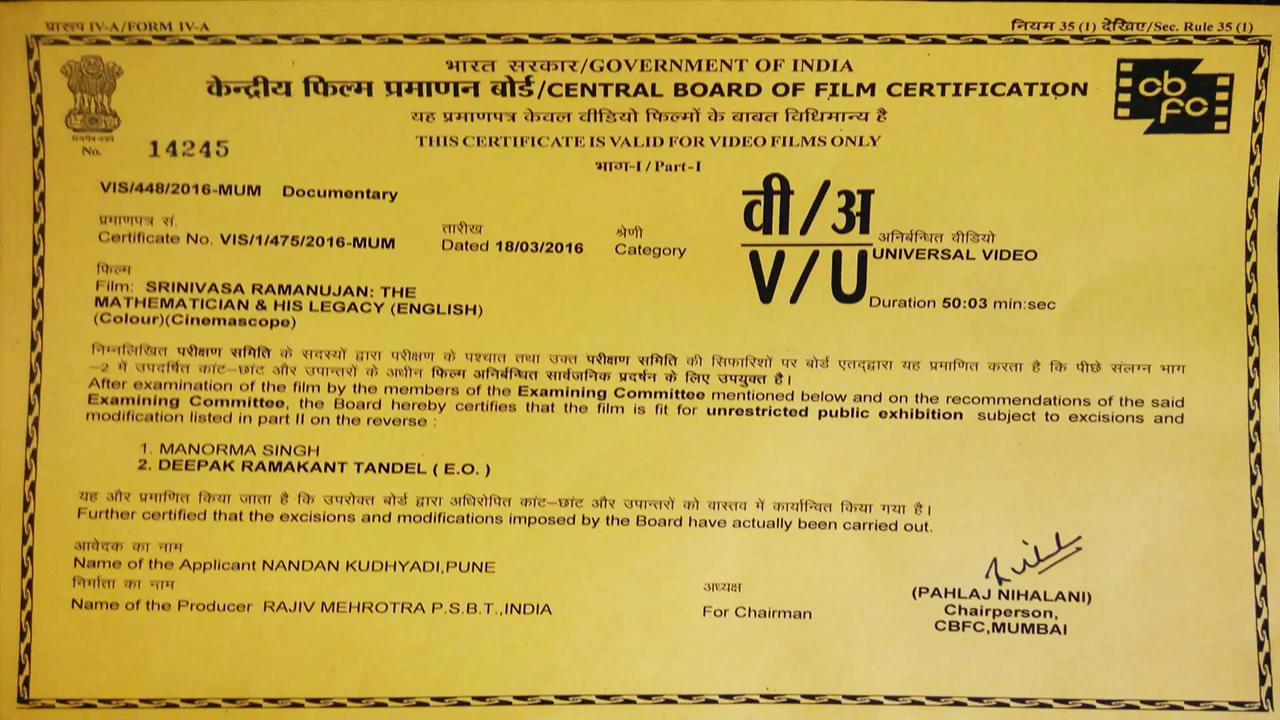 प्रारूप IV-A/FORM IV-A
नियम 35 (1) देखिए/Sec. Rule 35 (1)
भारत सरकार/GOVERNMENT OF INDIA
केन्द्रीय फिल्म प्रमाणन बोर्ड/CENTRAL BOARD OF FILM CERTIFICATION
cb
fc
यह प्रमाणपत्र केवल वीडियो फिल्मों के बाबत विधिमान्य है
THIS CERTIFICATE IS VALID FOR VIDEO FILMS ONLY
सत्यमेव जयते
No. 14245
भाग-I / Part-I
VIS/448/2016-MUM Documentary
प्रमाणपत्र सं.
Certificate No. VIS/1/475/2016-MUM
तारीख
Dated 18/03/2016
श्रेणी
Category
वी/अ
V/U
अनिर्बन्धित वीडियो
UNIVERSAL VIDEO
Duration 50:03 min:sec
फिल्म
Film: SRINIVASA RAMANUJAN: THE
MATHEMATICIAN & HIS LEGACY (ENGLISH)
(Colour)(Cinemascope)
निम्नलिखित परीक्षण समिति के सदस्यों द्वारा परीक्षण के पश्चात तथा उक्त परीक्षण समिति की सिफारिशों पर बोर्ड एतद्द्वारा यह प्रमाणित करता है कि पीछे संलग्न भाग
-2 में उपदर्षित कांट-छांट और उपान्तरों के अधीन फिल्म अनिर्बन्धित सार्वजनिक प्रदर्षन के लिए उपयुक्त है।
After examination of the film by the members of the Examining Committee mentioned below and on the recommendations of the said
Examining Committee, the Board hereby certifies that the film is fit for unrestricted public exhibition subject to excisions and
modification listed in part II on the reverse :
1. MANORMA SINGH
2. DEEPAK RAMAKANT TANDEL ( E.O. )
यह और प्रमाणित किया जाता है कि उपरोक्त बोर्ड द्वारा अधिरोपित कांट-छांट और उपान्तरों को वास्तव में कार्यान्वित किया गया है।
Further certified that the excisions and modifications imposed by the Board have actually been carried out.
आवेदक का नाम
Name of the Applicant NANDAN KUDHYADI,PUNE
निर्माता का नाम
Name of the Producer RAJIV MEHROTRA P.S.B.T.,INDIA
अध्यक्ष
For Chairman
(PAHLAJ NIHALANI)
Chairperson,
CBFC,MUMBAI